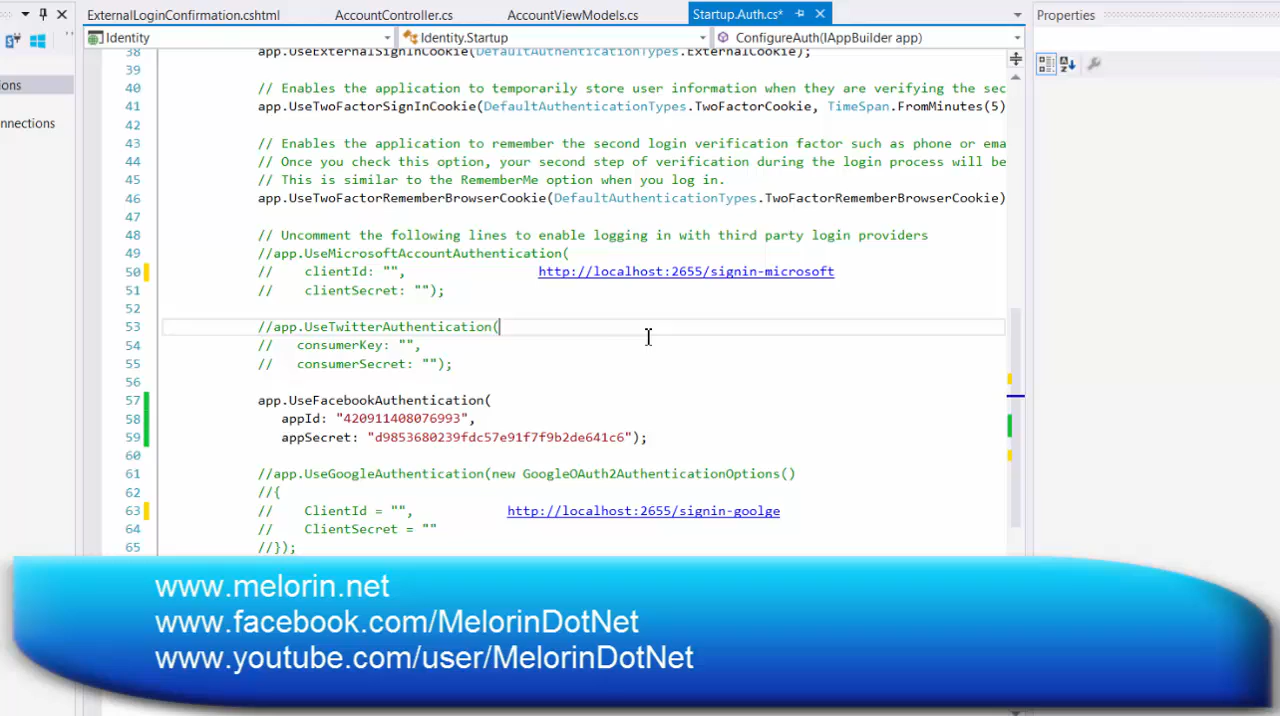 ExternalLoginConfirmation.cshtml AccountController.cs AccountViewModels.cs Startup.Auth.cs* Properties
Identity Identity.Startup ConfigureAuth(IAppBuilder app)
ions
nnections
38 app.UseExternalSignInCookie(DefaultAuthenticationTypes.ExternalCookie);
39
40 // Enables the application to temporarily store user information when they are verifying the sec
41 app.UseTwoFactorSignInCookie(DefaultAuthenticationTypes.TwoFactorCookie, TimeSpan.FromMinutes(5)
42
43 // Enables the application to remember the second login verification factor such as phone or ema
44 // Once you check this option, your second step of verification during the login process will be
45 // This is similar to the RememberMe option when you log in.
46 app.UseTwoFactorRememberBrowserCookie(DefaultAuthenticationTypes.TwoFactorRememberBrowserCookie)
47
48 // Uncomment the following lines to enable logging in with third party login providers
49 //app.UseMicrosoftAccountAuthentication(
50 // clientId: "", http://localhost:2655/signin-microsoft
51 // clientSecret: "");
52
53 //app.UseTwitterAuthentication(
54 // consumerKey: "",
55 // consumerSecret: "");
56
57 app.UseFacebookAuthentication(
58 appId: "420911408076993",
59 appSecret: "d9853680239fdc57e91f7f9b2de641c6");
60
61 //app.UseGoogleAuthentication(new GoogleOAuth2AuthenticationOptions()
62 //{
63 // ClientId = "", http://localhost:2655/signin-goolge
64 // ClientSecret = ""
65 //});
www.melorin.net
www.facebook.com/MelorinDotNet
www.youtube.com/user/MelorinDotNet